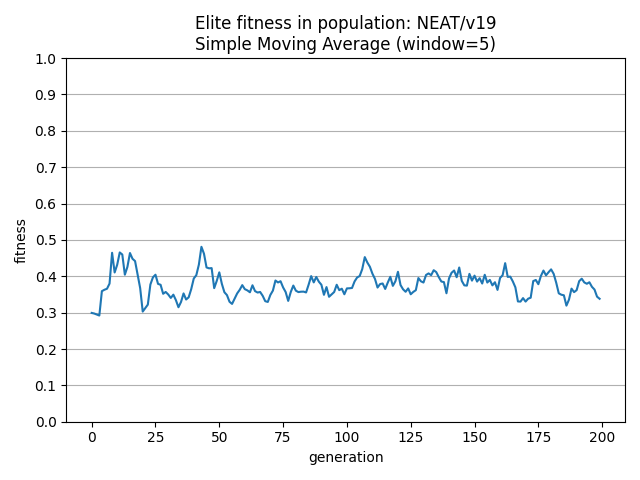 Elite fitness in population: NEAT/v19
Simple Moving Average (window=5)
1.0
0.9
0.8
0.7
0.6
0.5
0.4
0.3
0.2
0.1
0.0
fitness
0 25 50 75 100 125 150 175 200
generation